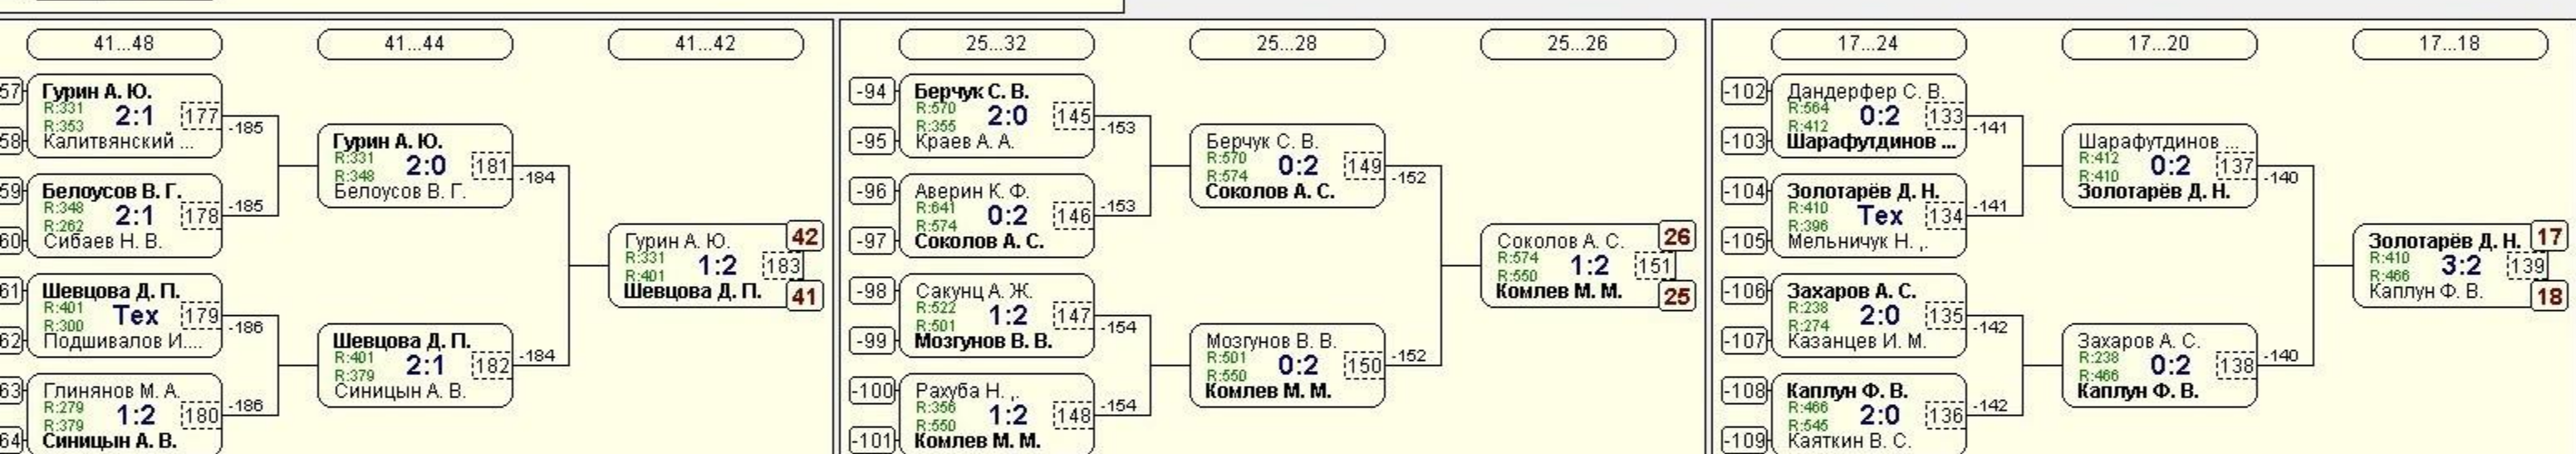 41...48
41...44
41...42
57
Гурин А. Ю.
R:331
R:353
2:1
177
58
Калитвянский ...
-185
59
Белоусов В. Г.
R:348
R:262
2:1
178
60
Сибаев Н. В.
-185
61
Шевцова Д. П.
R:401
R:300
Тех
179
62
Подшивалов И....
-186
63
Глинянов М. А.
R:279
R:379
1:2
180
64
Синицын А. В.
-186
Гурин А. Ю.
R:331
R:348
2:0
181
Белоусов В. Г.
-184
Шевцова Д. П.
R:401
R:379
2:1
182
Синицын А. В.
-184
Гурин А. Ю.
42
R:331
R:401
1:2
183
Шевцова Д. П.
41
25...32
25...28
25...26
-94
Берчук С. В.
R:570
R:355
2:0
145
-95
Краев А. А.
-153
-96
Аверин К. Ф.
R:641
R:574
0:2
146
-97
Соколов А. С.
-153
-98
Сакунц А. Ж.
R:522
R:501
1:2
147
-99
Мозгунов В. В.
-154
-100
Рахуба Н. ,.
R:356
R:550
1:2
148
-101
Комлев М. М.
-154
Берчук С. В.
R:570
R:574
0:2
149
Соколов А. С.
-152
Мозгунов В. В.
R:501
R:550
0:2
150
Комлев М. М.
-152
Соколов А. С.
26
R:574
R:550
1:2
151
Комлев М. М.
25
17...24
17...20
17...18
-102
Дандерфер С. В.
R:564
R:412
0:2
133
-103
Шарафутдинов ...
-141
-104
Золотарёв Д. Н.
R:410
R:396
Тех
134
-105
Мельничук Н. ,.
-141
-106
Захаров А. С.
R:238
R:274
2:0
135
-107
Казанцев И. М.
-142
-108
Каплун Ф. В.
R:466
R:545
2:0
136
-109
Каяткин В. С.
-142
Шарафутдинов ...
R:412
R:410
0:2
137
Золотарёв Д. Н.
-140
Захаров А. С.
R:238
R:466
0:2
138
Каплун Ф. В.
-140
Золотарёв Д. Н.
17
R:410
R:466
3:2
139
Каплун Ф. В.
18